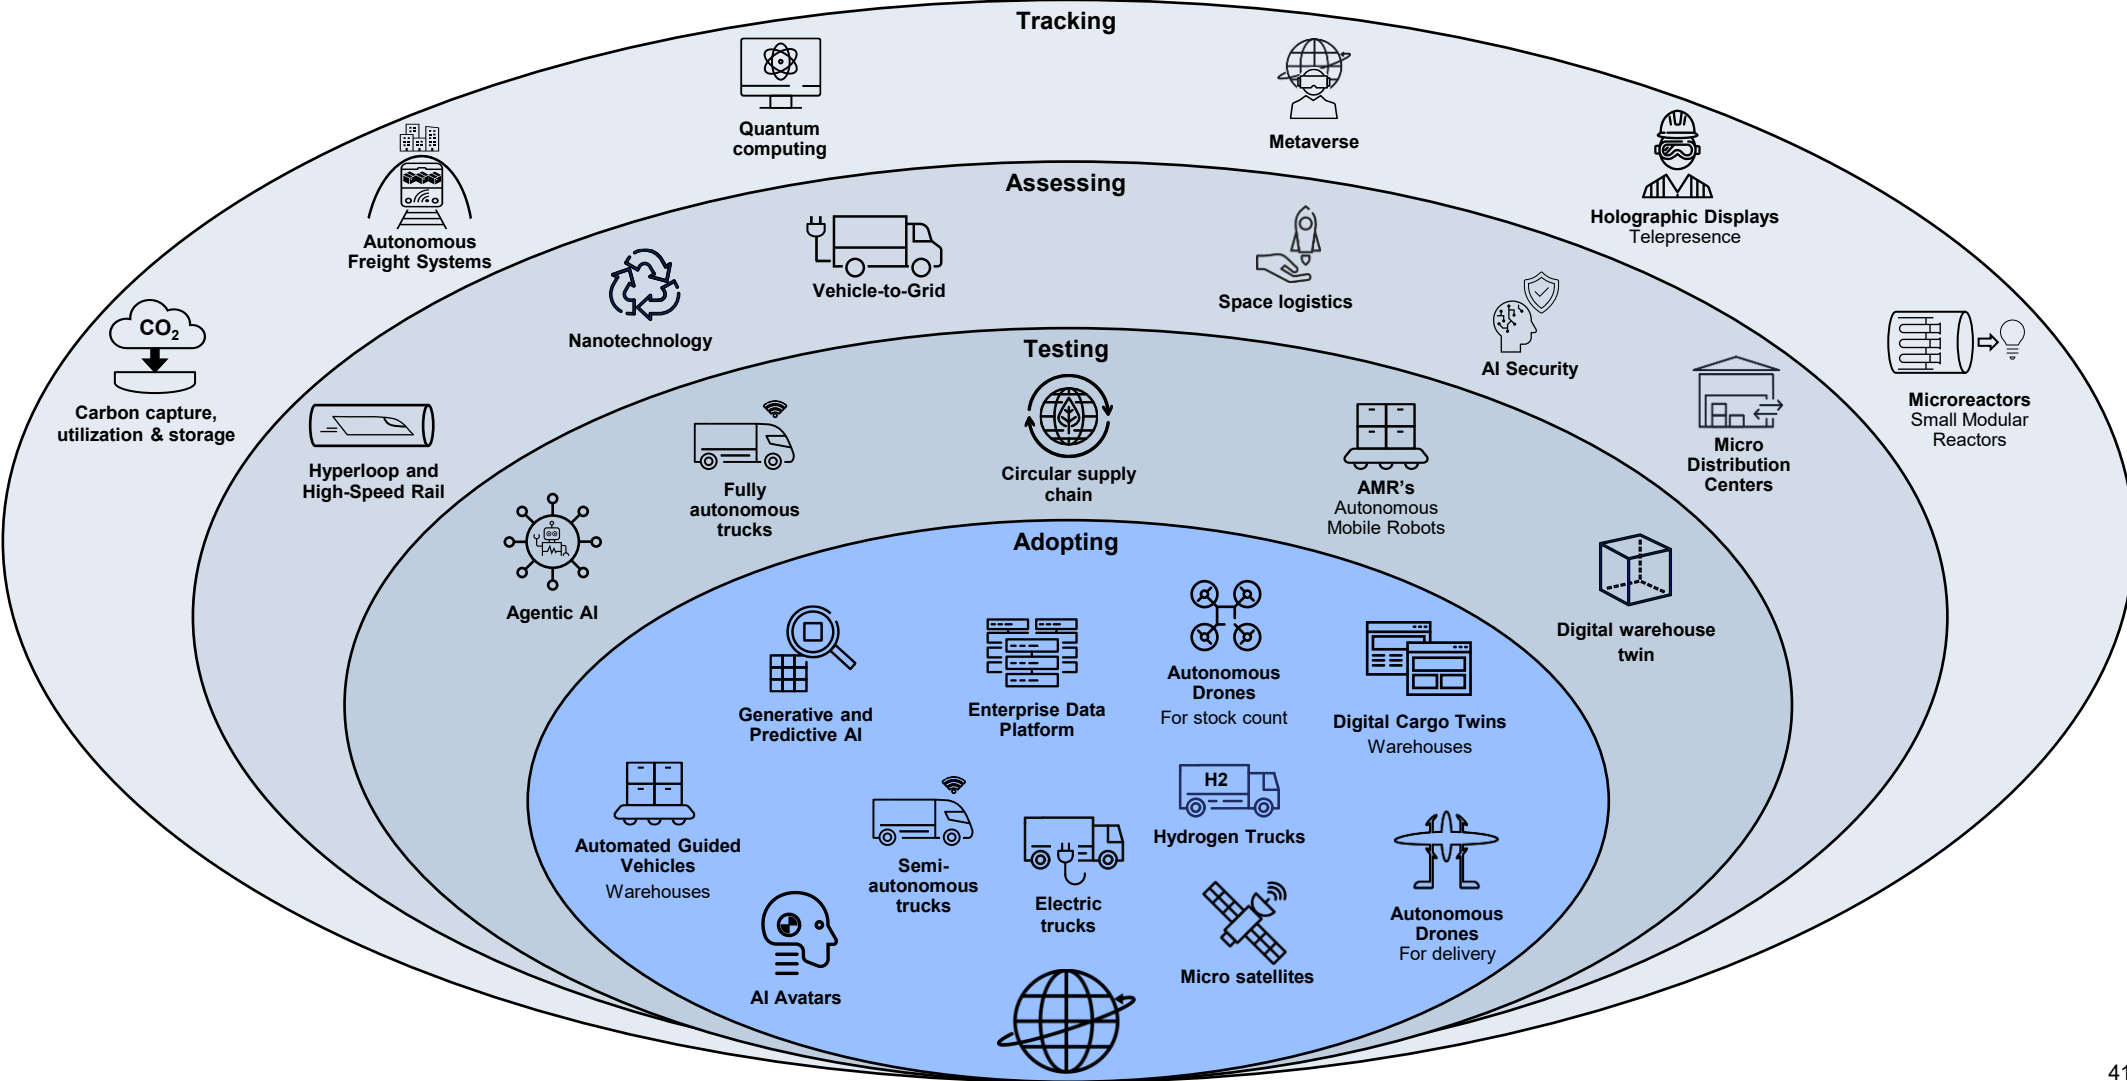 Tracking
Quantum
computing
Metaverse
Autonomous
Freight Systems
Holographic Displays
Telepresence
CO₂
Carbon capture,
utilization & storage
Microreactors
Small Modular
Reactors
Assessing
Vehicle-to-Grid
Space logistics
Nanotechnology
AI Security
Hyperloop and
High-Speed Rail
Micro
Distribution
Centers
Testing
Circular supply
chain
Fully
autonomous
trucks
AMR's
Autonomous
Mobile Robots
Agentic AI
Digital warehouse
twin
Adopting
Generative and
Predictive AI
Enterprise Data
Platform
Autonomous
Drones
For stock count
Digital Cargo Twins
Warehouses
Automated Guided
Vehicles
Warehouses
Semi-
autonomous
trucks
Electric
trucks
H2
Hydrogen Trucks
Autonomous
Drones
For delivery
AI Avatars
Micro satellites
41